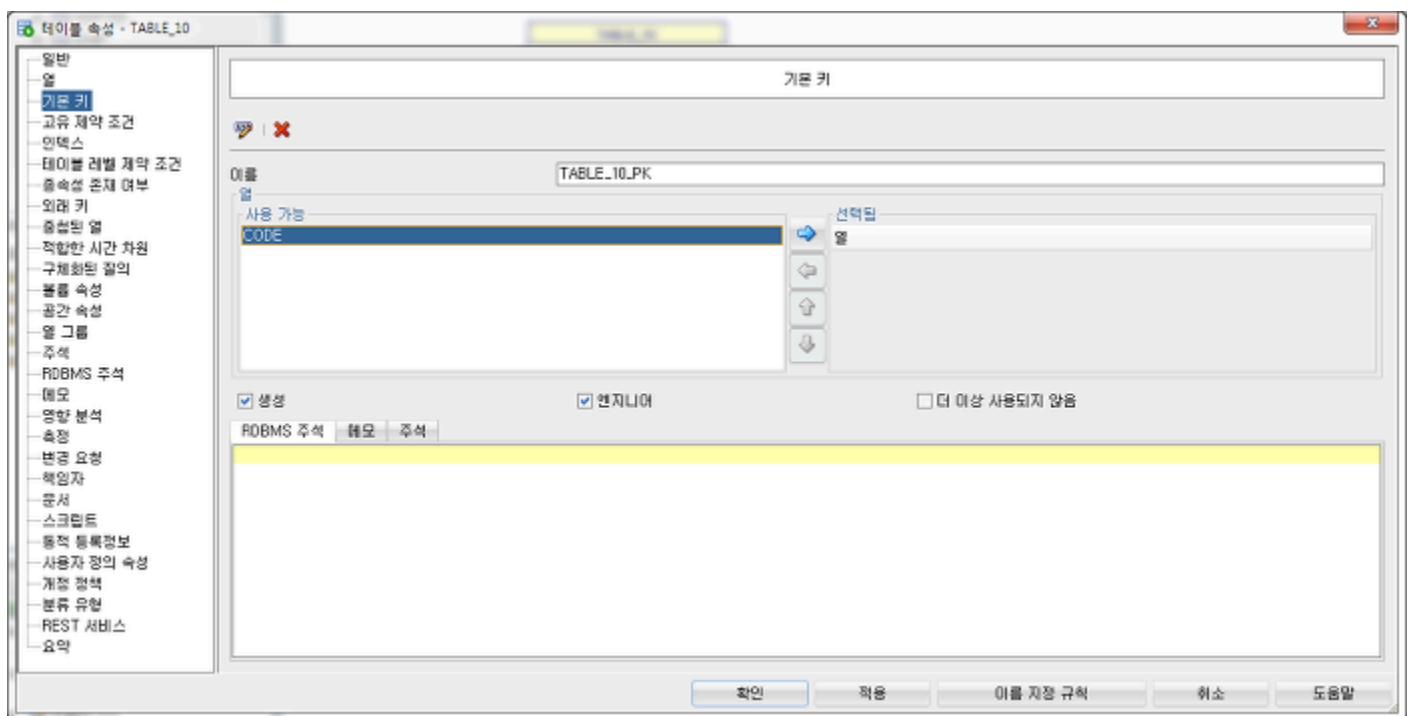 테이블 속성 - TABLE_10
일반
열
기본 키
고유 제약 조건
인덱스
테이블 레벨 제약 조건
종속성 존재 여부
외래 키
중첩된 열
적합한 시간 차원
구체화된 질의
볼륨 속성
공간 속성
열 그룹
주석
RDBMS 주석
메모
영향 분석
측정
변경 요청
책임자
문서
스크립트
동적 등록정보
사용자 정의 속성
개정 정책
분류 유형
REST 서비스
요약
기본 키
이름
TABLE_10_PK
열
사용 가능
CODE
선택됨
열
생성
엔지니어
더 이상 사용되지 않음
RDBMS 주석 메모 주석
확인 적용 이름 지정 규칙 취소 도움말